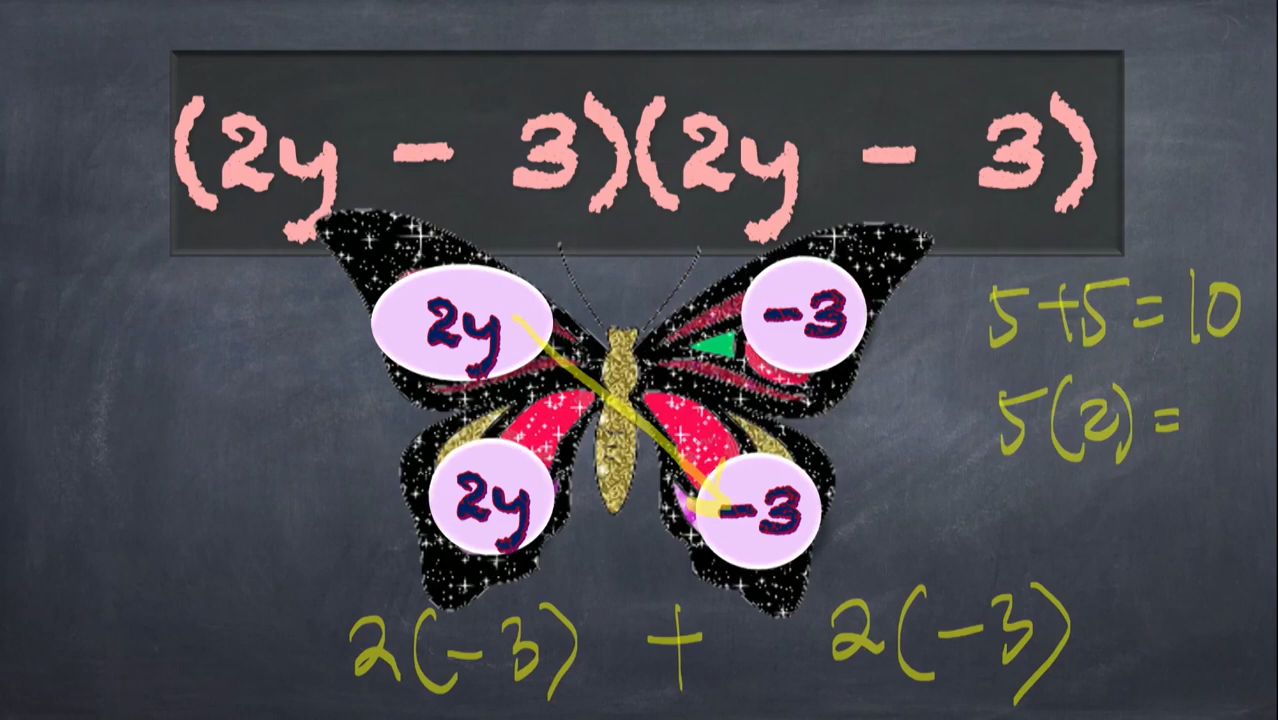 (2y - 3)(2y - 3)
2y -3
5+5=10
5(2)=
2y -3
2(-3) + 2(-3)